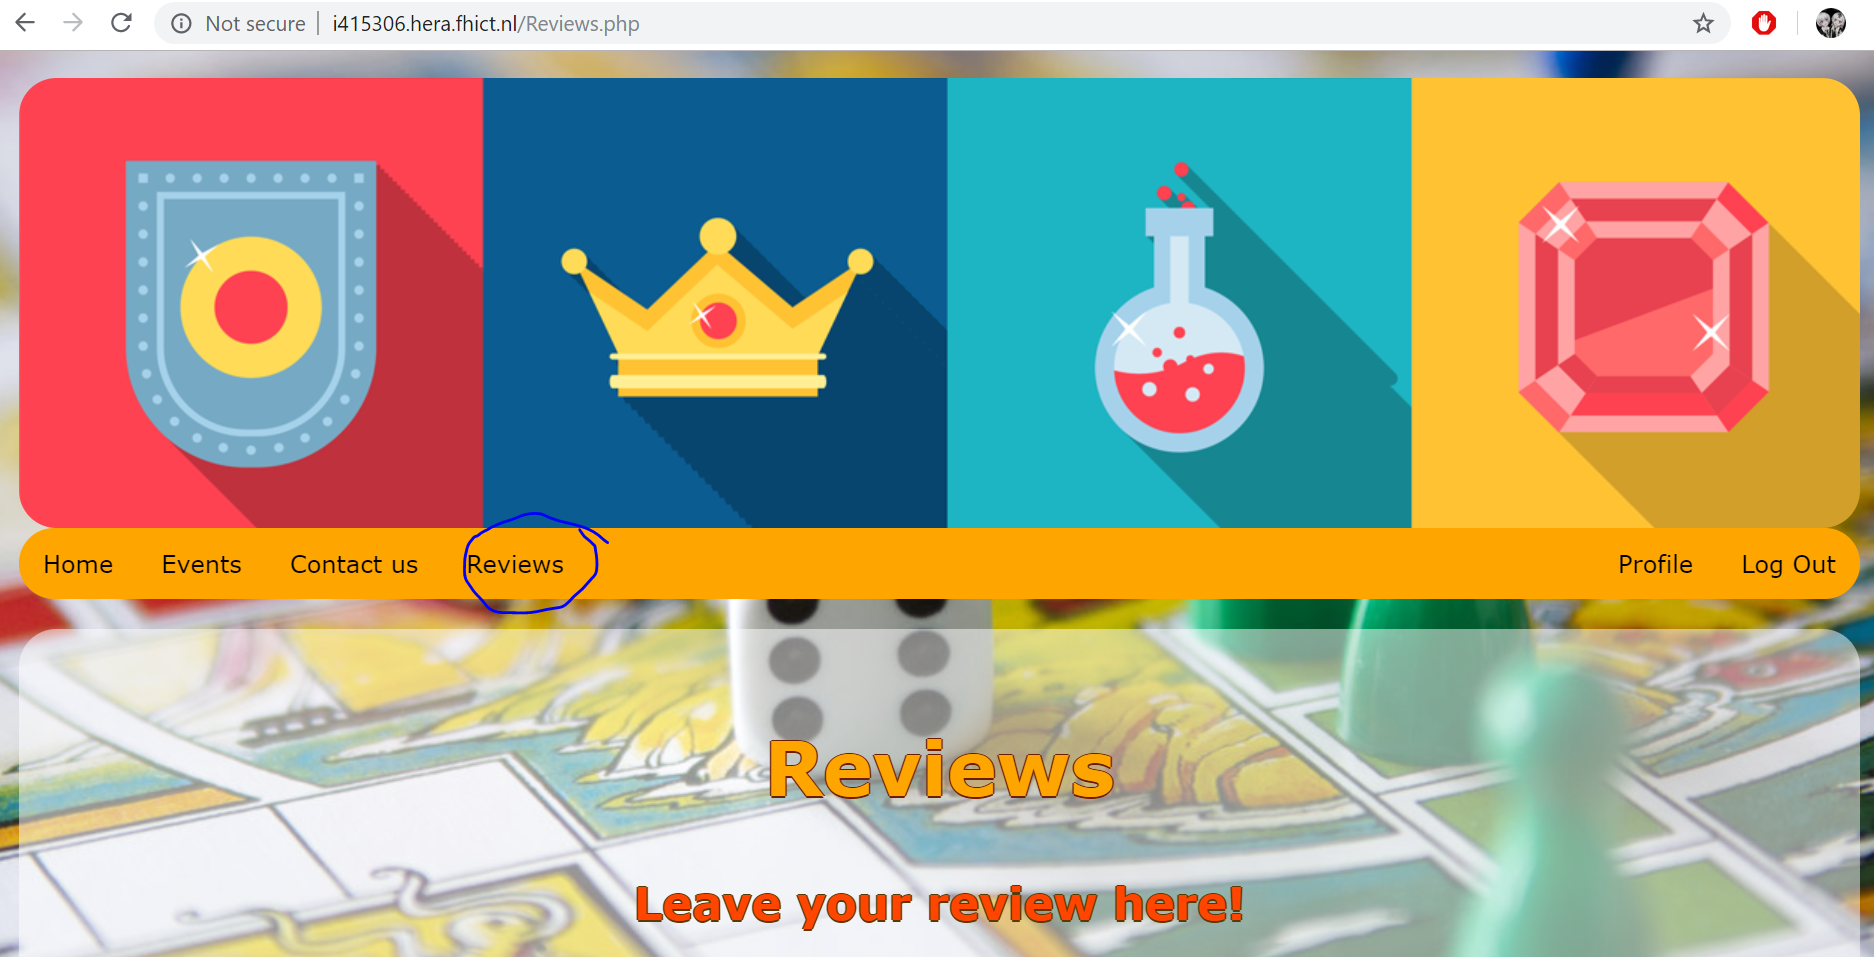 Not secure | i415306.hera.fhict.nl/Reviews.php
Home Events Contact us Reviews Profile Log Out
Reviews
Leave your review here!